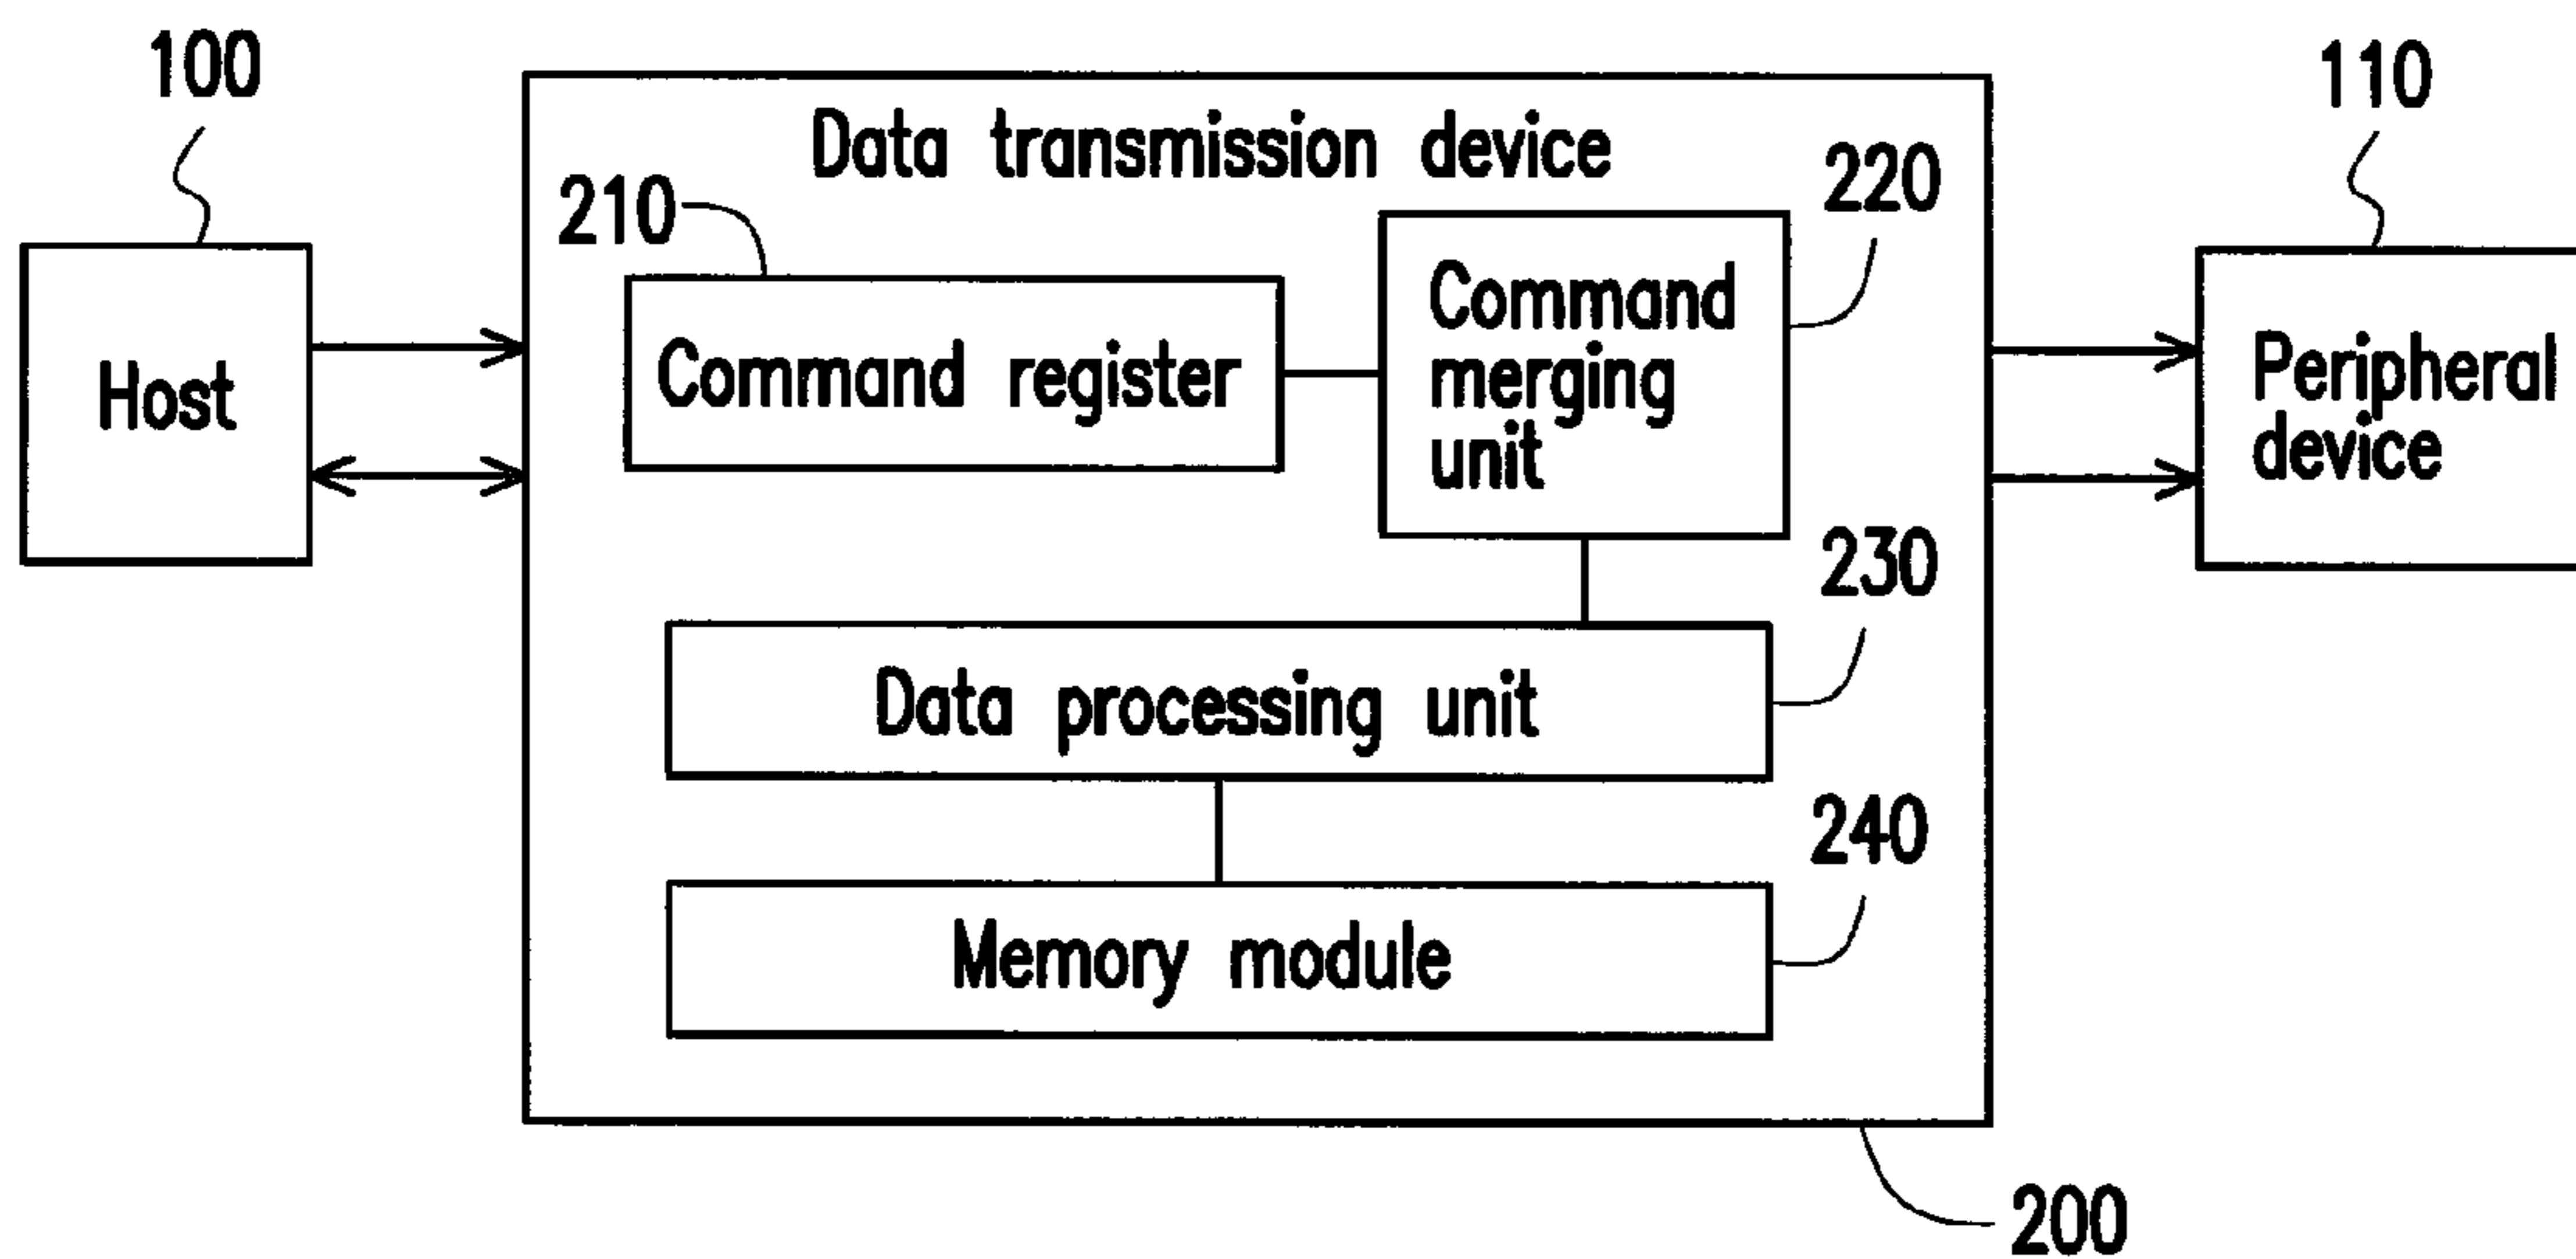 100
110
Data transmission device
220
210
Command
merging
unit
Command register
Host
Peripheral
device
230
Data processing unit
240
Memory module
200